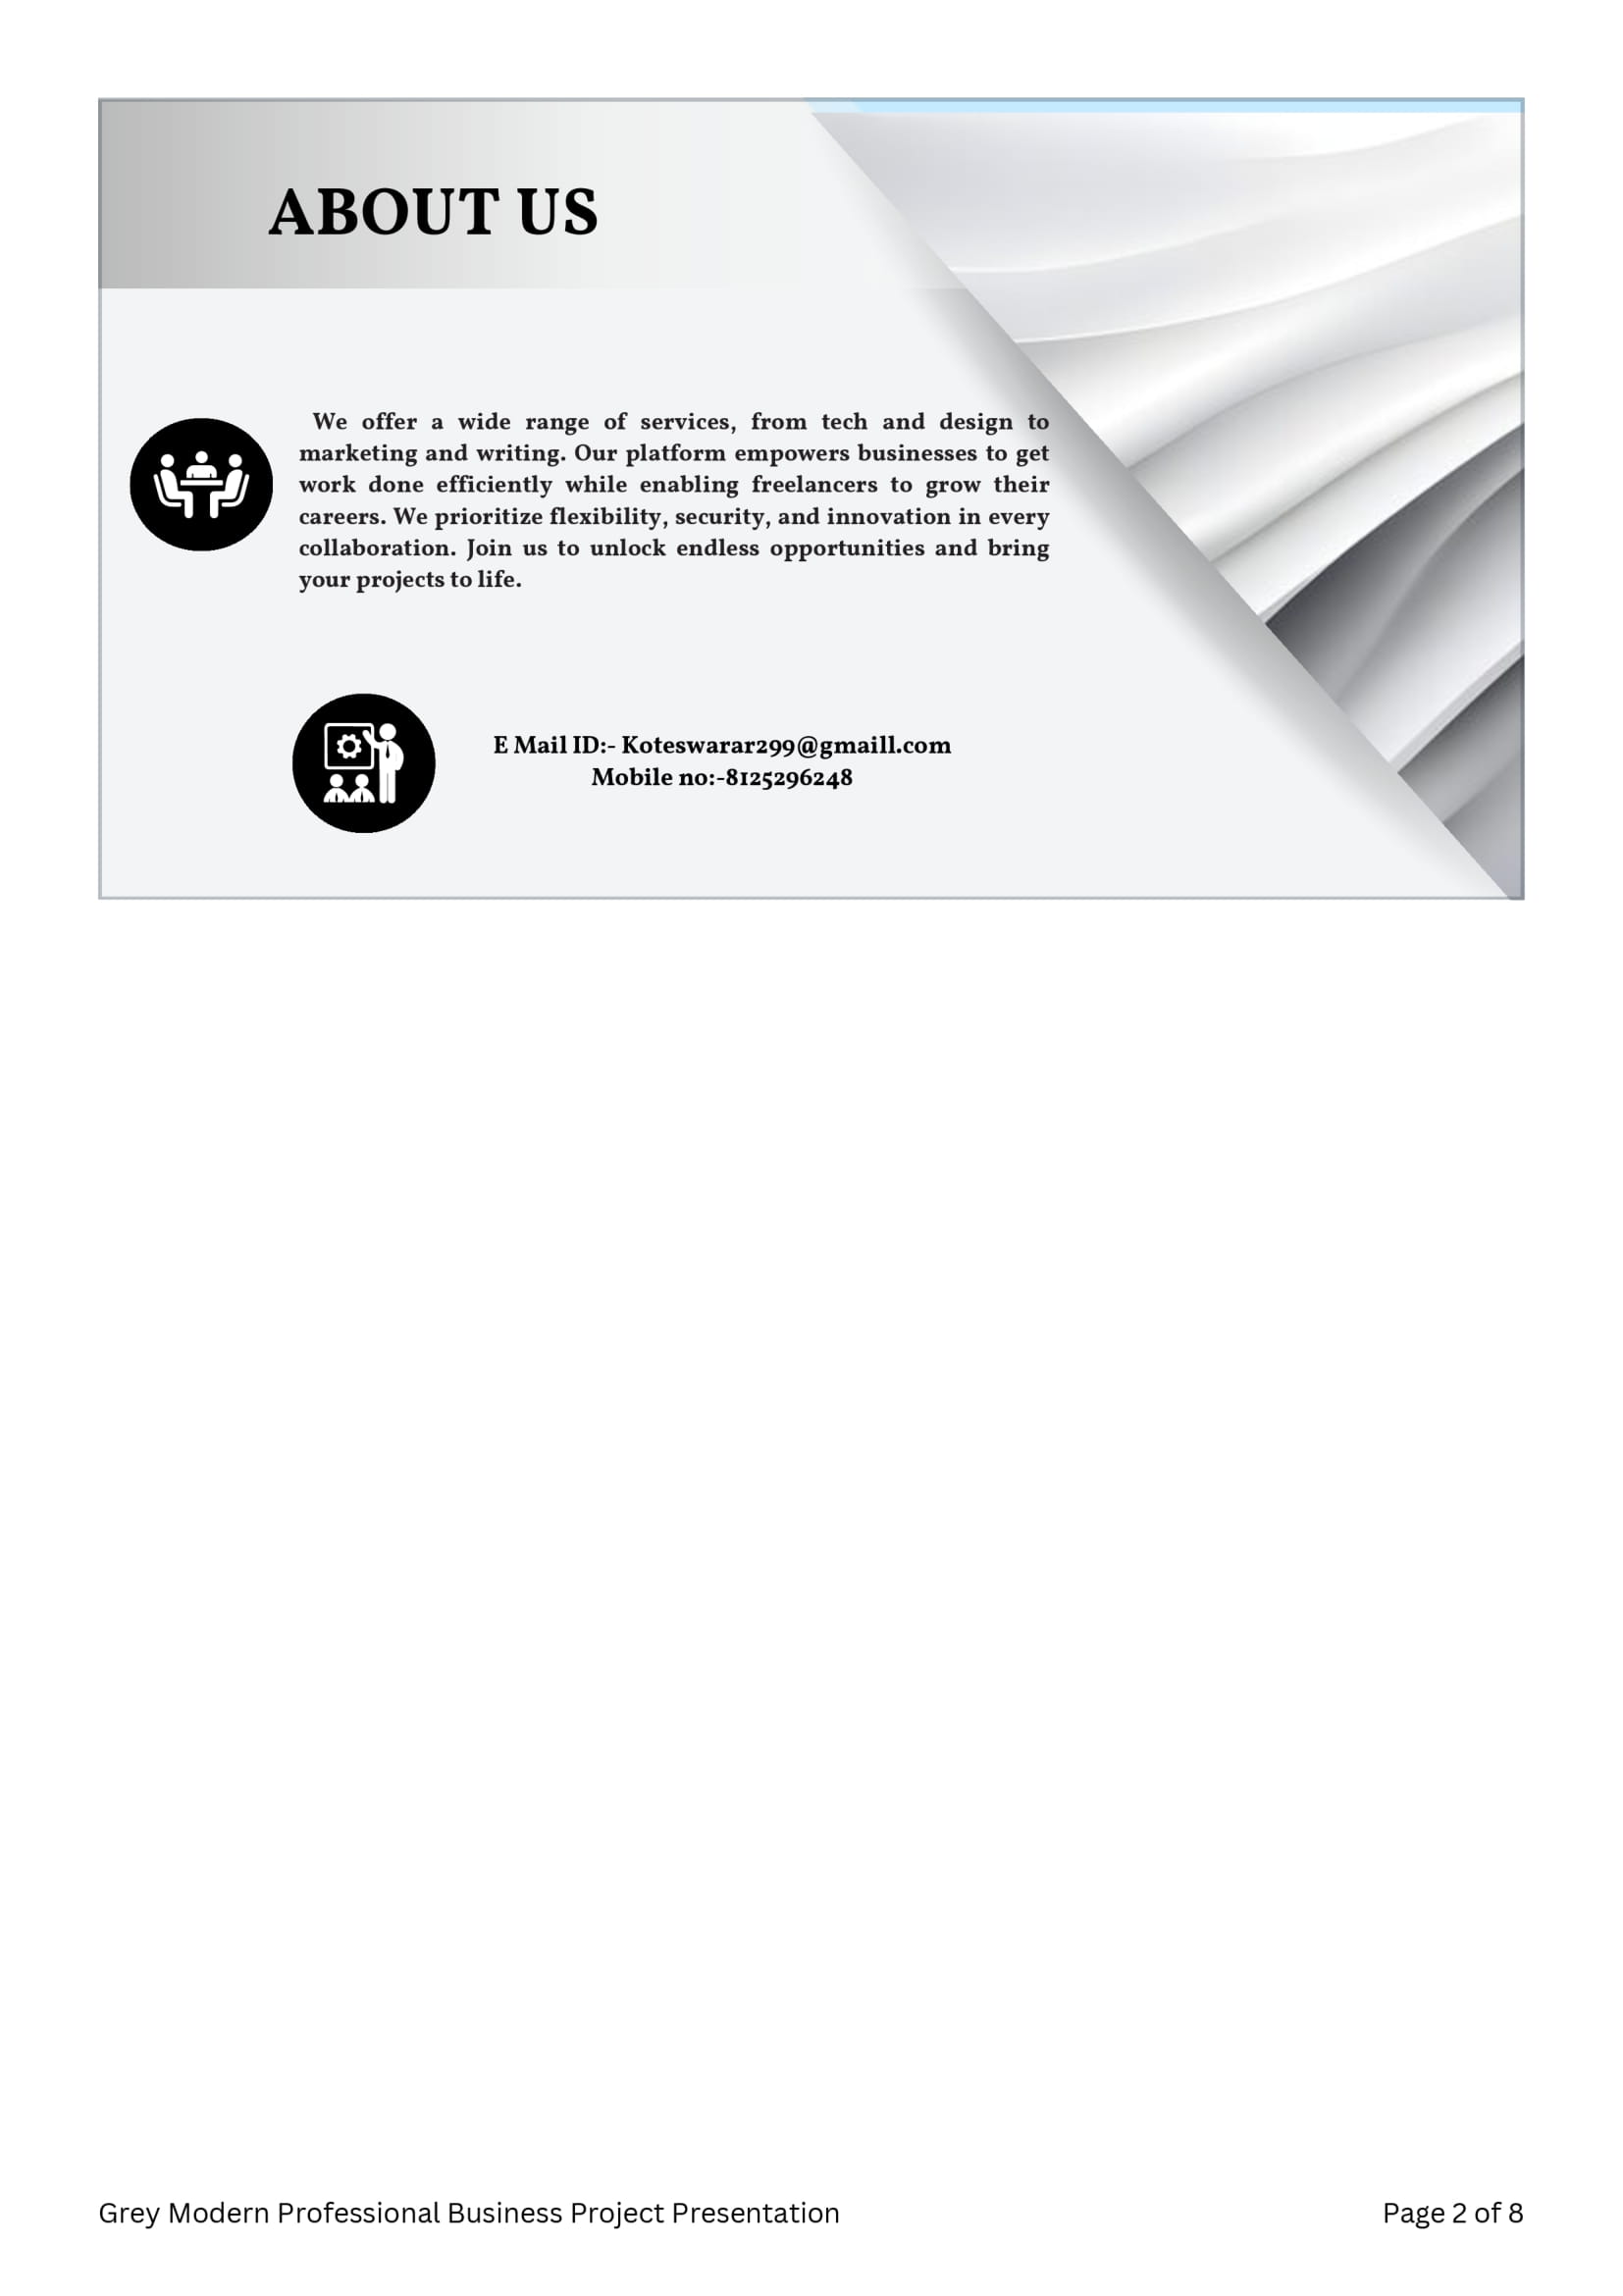 ABOUT US
We offer a wide range of services, from tech and design to
marketing and writing. Our platform empowers businesses to get
work done efficiently while enabling freelancers to grow their
careers. We prioritize flexibility, security, and innovation in every
collaboration. Join us to unlock endless opportunities and bring
your projects to life.
E Mail ID:- Koteswarar299@gmaill.com
Mobile no:-8125296248
Grey Modern Professional Business Project Presentation
Page 2 of 8